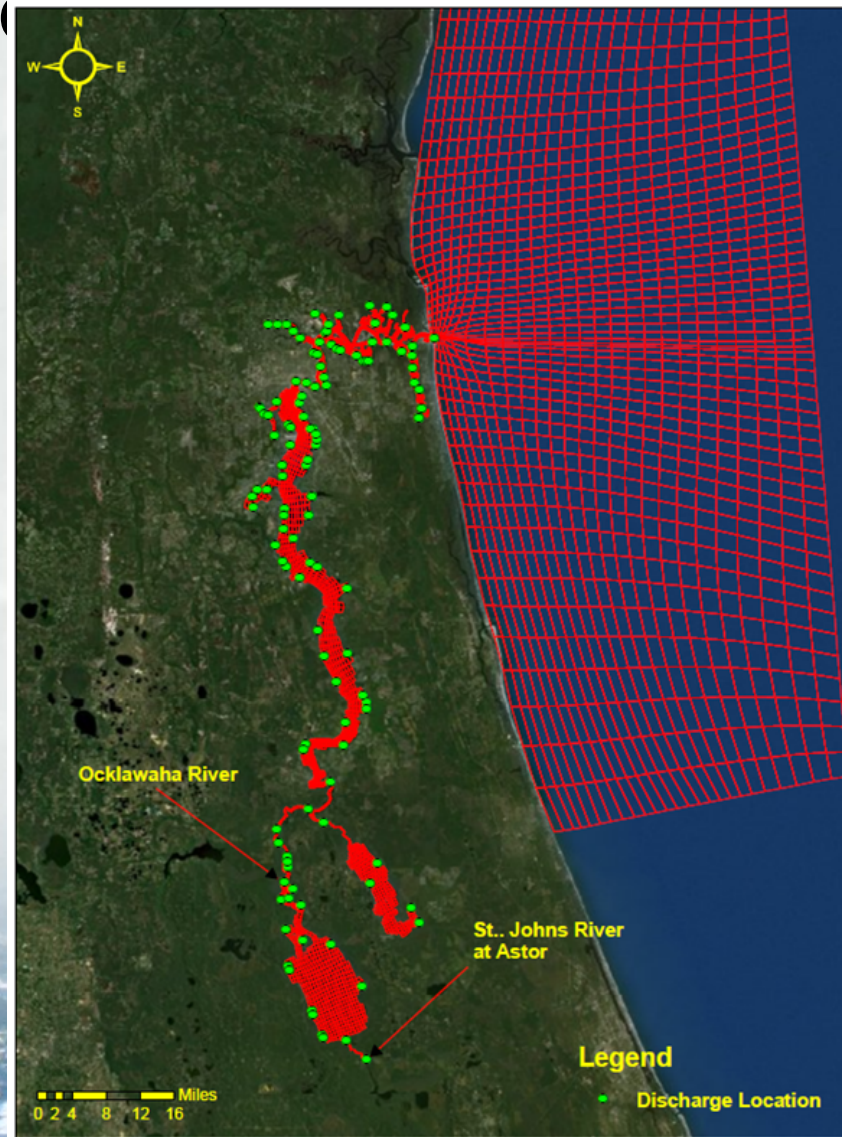 N
W E
S
Ocklawaha River
St.. Johns River
at Astor
Legend
Miles
0 2 4 8 12 16
Discharge Location